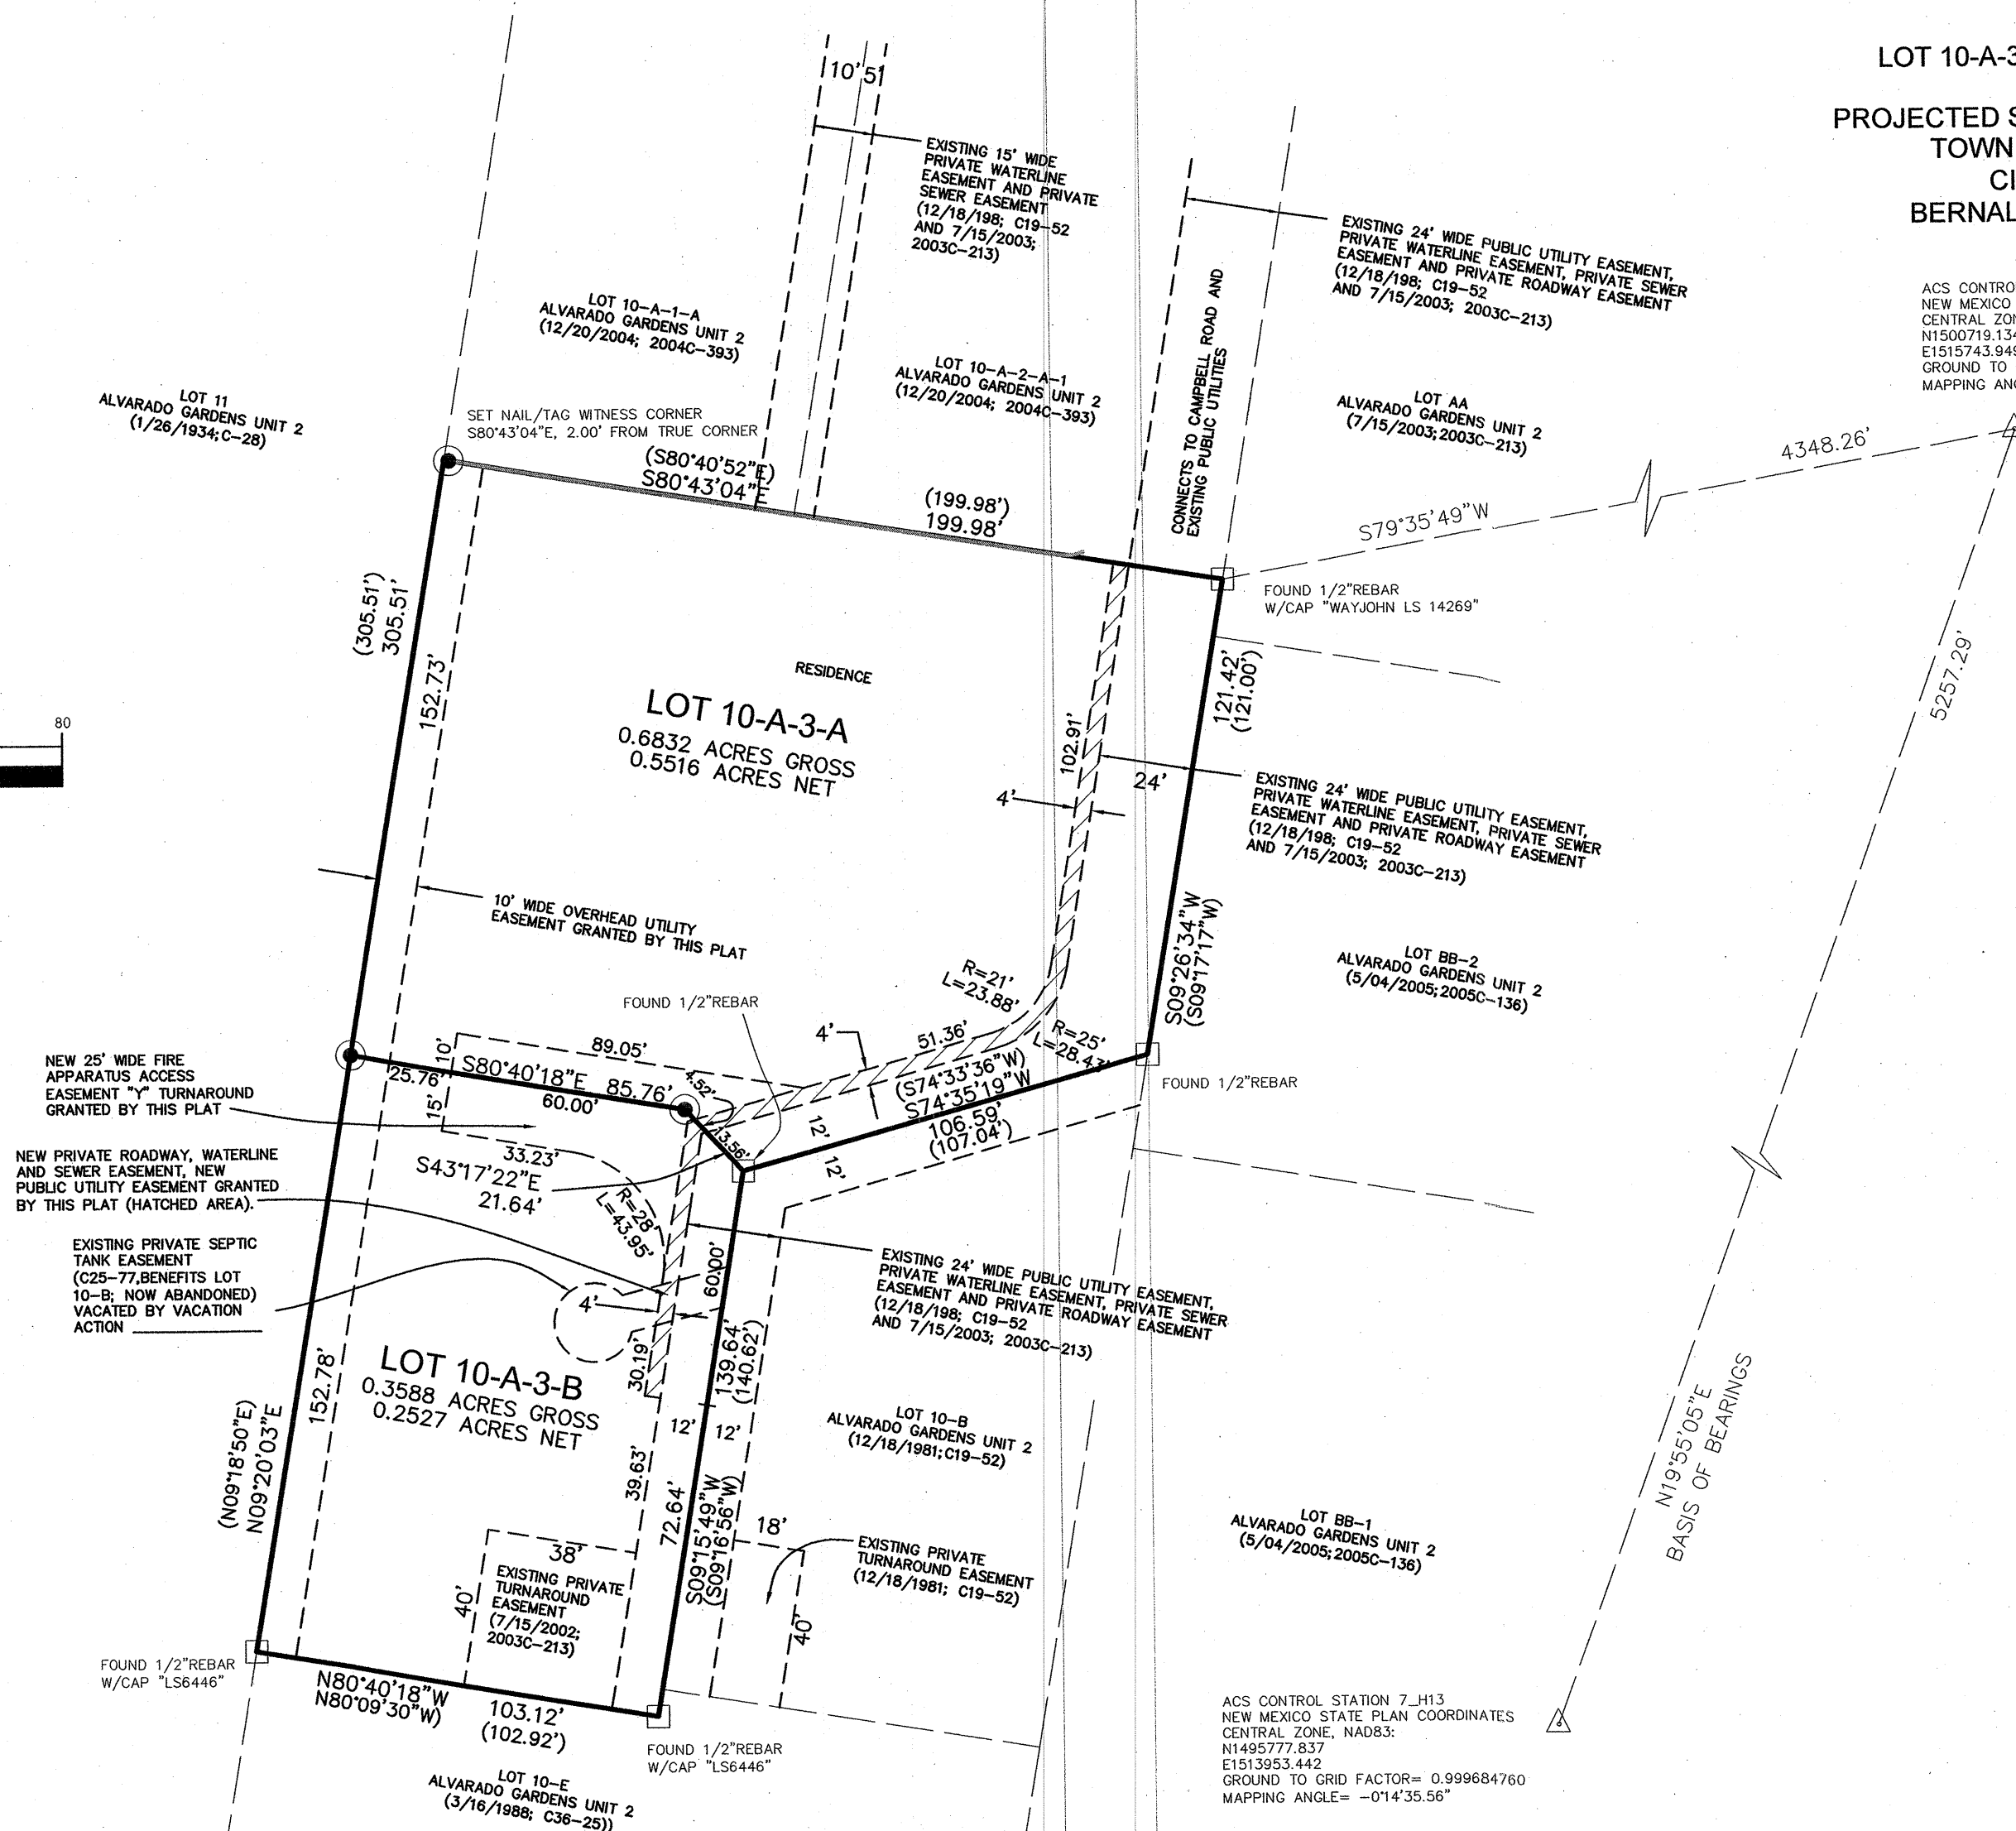 LOT 10-A-3
PROJECTED S
TOWN
CI
BERNAL
ACS CONTRO
NEW MEXICO
CENTRAL ZON
N1500719.134
E1515743.949
GROUND TO
MAPPING ANG
10' 5'
EXISTING 15' WIDE
PRIVATE WATERLINE
EASEMENT AND PRIVATE
SEWER EASEMENT
(12/18/198; C19-52
AND 7/15/2003;
2003C-213)
EXISTING 24' WIDE PUBLIC UTILITY EASEMENT,
PRIVATE WATERLINE EASEMENT, PRIVATE SEWER
EASEMENT AND PRIVATE ROADWAY EASEMENT
(12/18/198; C19-52
AND 7/15/2003; 2003C-213)
CONNECTS TO CAMPBELL ROAD AND
EXISTING PUBLIC UTILITIES
LOT 10-A-1-A
ALVARADO GARDENS UNIT 2
(12/20/2004; 2004C-393)
LOT 10-A-2-A-1
ALVARADO GARDENS UNIT 2
(12/20/2004; 2004C-393)
LOT 11
ALVARADO GARDENS UNIT 2
(1/26/1934;C-28)
LOT AA
ALVARADO GARDENS UNIT 2
(7/15/2003;2003C-213)
SET NAIL/TAG WITNESS CORNER
S80°43'04"E, 2.00' FROM TRUE CORNER
(S80°40'52"E)
S80°43'04"E
(199.98')
199.98'
4348.26'
S79°35'49"W
FOUND 1/2"REBAR
W/CAP "WAYJOHN LS 14269"
(305.51')
305.51'
152.73'
80
RESIDENCE
LOT 10-A-3-A
0.6832 ACRES GROSS
0.5516 ACRES NET
102.91'
4'
24'
121.42'
(121.00')
5257.29'
EXISTING 24' WIDE PUBLIC UTILITY EASEMENT,
PRIVATE WATERLINE EASEMENT, PRIVATE SEWER
EASEMENT AND PRIVATE ROADWAY EASEMENT
(12/18/198; C19-52
AND 7/15/2003; 2003C-213)
10' WIDE OVERHEAD UTILITY
EASEMENT GRANTED BY THIS PLAT
S09°26'34"W
(S09°17'17"W)
LOT BB-2
ALVARADO GARDENS UNIT 2
(5/04/2005;2005C-136)
R=21'
L=23.88'
FOUND 1/2"REBAR
4'
51.36'
R=25'
L=28.43'
(S74°33'36"W)
S74°35'19"W
106.59'
(107.04')
FOUND 1/2"REBAR
10'
89.05'
S80°40'18"E
85.76'
4.52'
25.76'
60.00'
15'
13.56'
12'
12'
NEW 25' WIDE FIRE
APPARATUS ACCESS
EASEMENT "Y" TURNAROUND
GRANTED BY THIS PLAT
33.23'
S43°17'22"E
21.64'
R=28'
L=43.95'
NEW PRIVATE ROADWAY, WATERLINE
AND SEWER EASEMENT, NEW
PUBLIC UTILITY EASEMENT GRANTED
BY THIS PLAT (HATCHED AREA).
EXISTING PRIVATE SEPTIC
TANK EASEMENT
(C25-77,BENEFITS LOT
10-B; NOW ABANDONED)
VACATED BY VACATION
ACTION
60.00'
4'
EXISTING 24' WIDE PUBLIC UTILITY EASEMENT,
PRIVATE WATERLINE EASEMENT, PRIVATE SEWER
EASEMENT AND PRIVATE ROADWAY EASEMENT
(12/18/198; C19-52
AND 7/15/2003; 2003C-213)
LOT 10-A-3-B
0.3588 ACRES GROSS
0.2527 ACRES NET
152.78'
30.19'
139.64'
(140.62')
12'
12'
LOT 10-B
ALVARADO GARDENS UNIT 2
(12/18/1981;C19-52)
(N09°18'50"E)
N09°20'03"E
39.63'
72.64'
S09°15'49"W
(S09°16'56"W)
LOT BB-1
ALVARADO GARDENS UNIT 2
(5/04/2005;2005C-136)
N19°55'05"E
BASIS OF BEARINGS
38'
40'
EXISTING PRIVATE
TURNAROUND
EASEMENT
(7/15/2002;
2003C-213)
18'
40'
EXISTING PRIVATE
TURNAROUND EASEMENT
(12/18/1981; C19-52)
FOUND 1/2"REBAR
W/CAP "LS6446"
N80°40'18"W
N80°09'30"W)
103.12'
(102.92')
FOUND 1/2"REBAR
W/CAP "LS6446"
LOT 10-E
ALVARADO GARDENS UNIT 2
(3/16/1988; C36-25))
ACS CONTROL STATION 7_H13
NEW MEXICO STATE PLAN COORDINATES
CENTRAL ZONE, NAD83:
N1495777.837
E1513953.442
GROUND TO GRID FACTOR= 0.999684760
MAPPING ANGLE= -0°14'35.56"